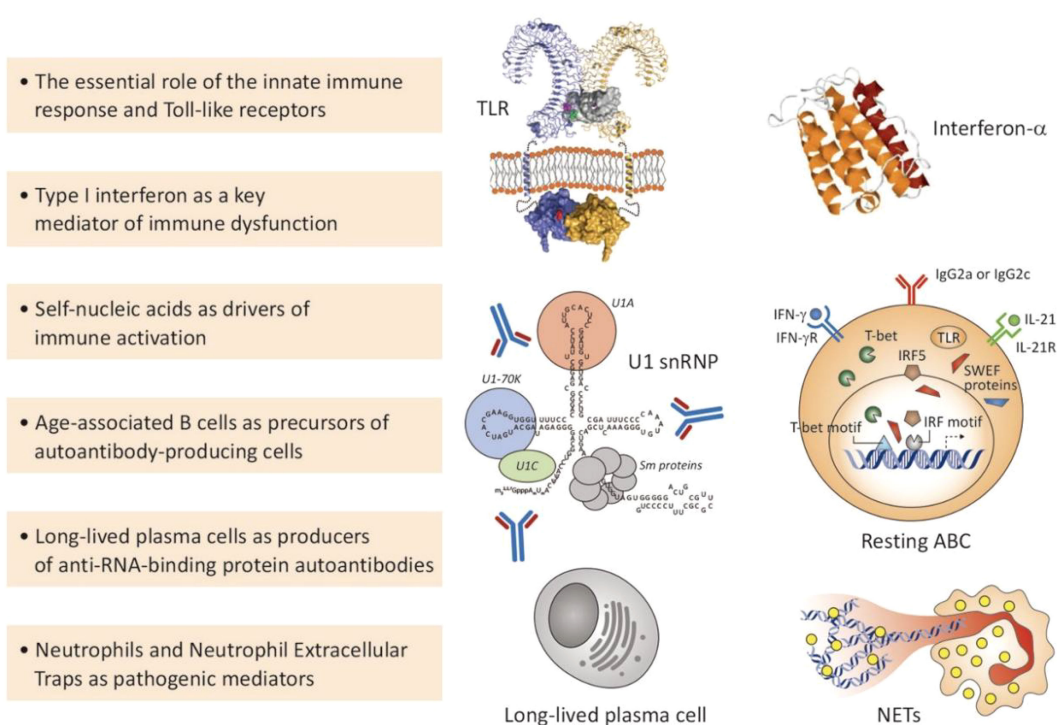 • The essential role of the innate immune
response and Toll-like receptors
• Type I interferon as a key
mediator of immune dysfunction
• Self-nucleic acids as drivers of
immune activation
• Age-associated B cells as precursors of
autoantibody-producing cells
• Long-lived plasma cells as producers
of anti-RNA-binding protein autoantibodies
• Neutrophils and Neutrophil Extracellular
Traps as pathogenic mediators
TLR
Interferon-α
U1A
U1-70K
U1C
U1 snRNP
Sm proteins
IgG2a or IgG2c
IFN-γ
IFN-γR
IL-21
IL-21R
T-bet
TLR
IRF5
SWEF
proteins
T-bet motif
IRF motif
Resting ABC
Long-lived plasma cell
NETs